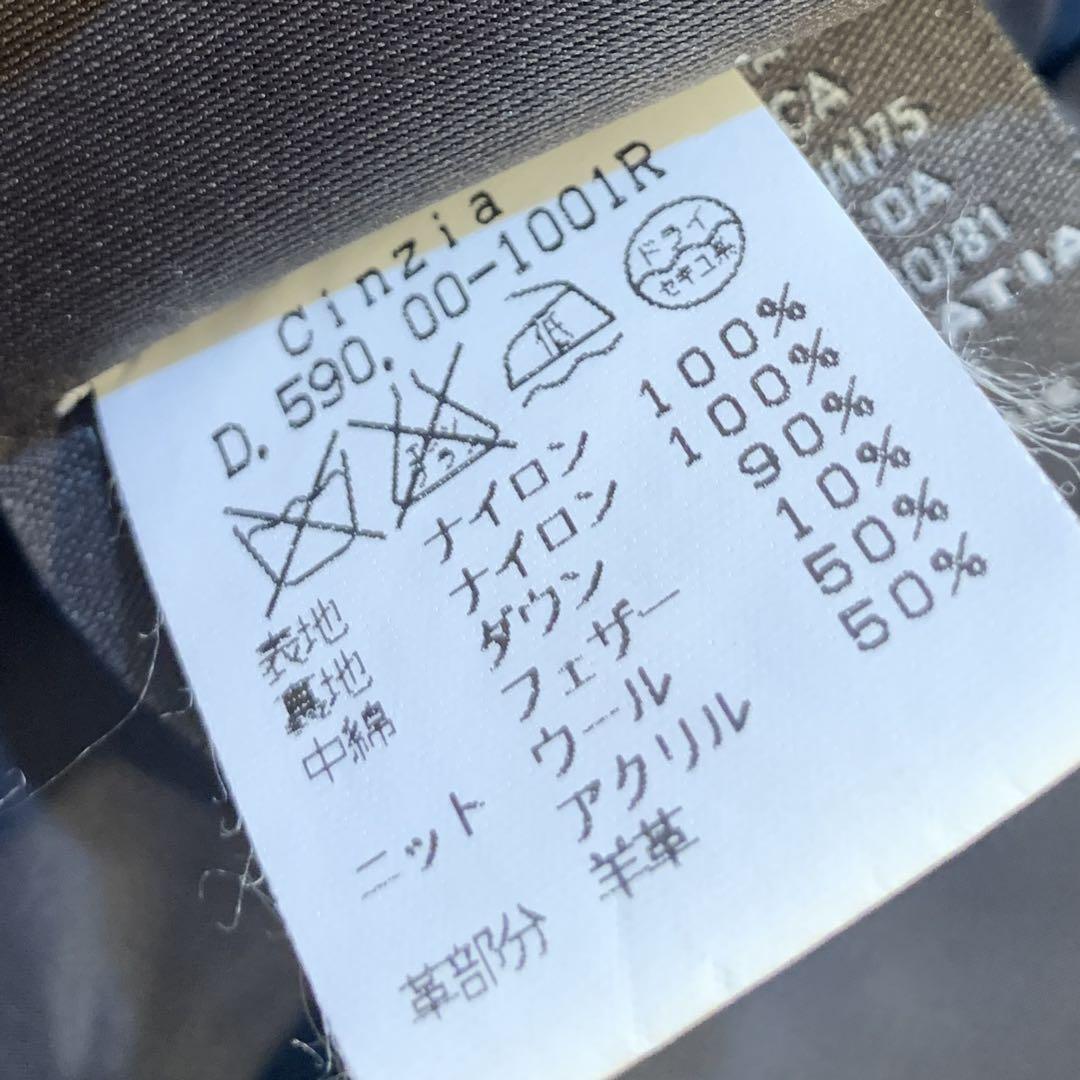 Cinzia
D. 590. 00-1001R
低
ドライ
セキユ系
表地 ナイロン 100%
裏地 ナイロン 100%
中綿 ダウン 90%
フェザー 10%
ニット ウール 50%
アクリル 50%
革部分 羊革
CA
DA